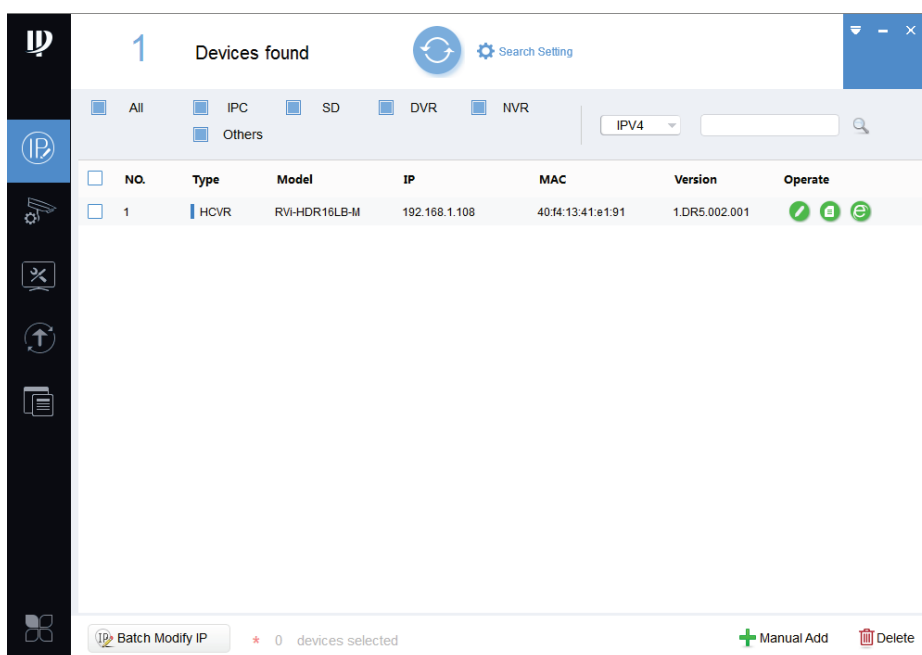 1 Devices found Search Setting
All IPC SD DVR NVR
Others
IPV4
NO. Type Model IP MAC Version Operate
1 HCVR RVi-HDR16LB-M 192.168.1.108 40:f4:13:41:e1:91 1.DR5.002.001
Batch Modify IP * 0 devices selected Manual Add Delete